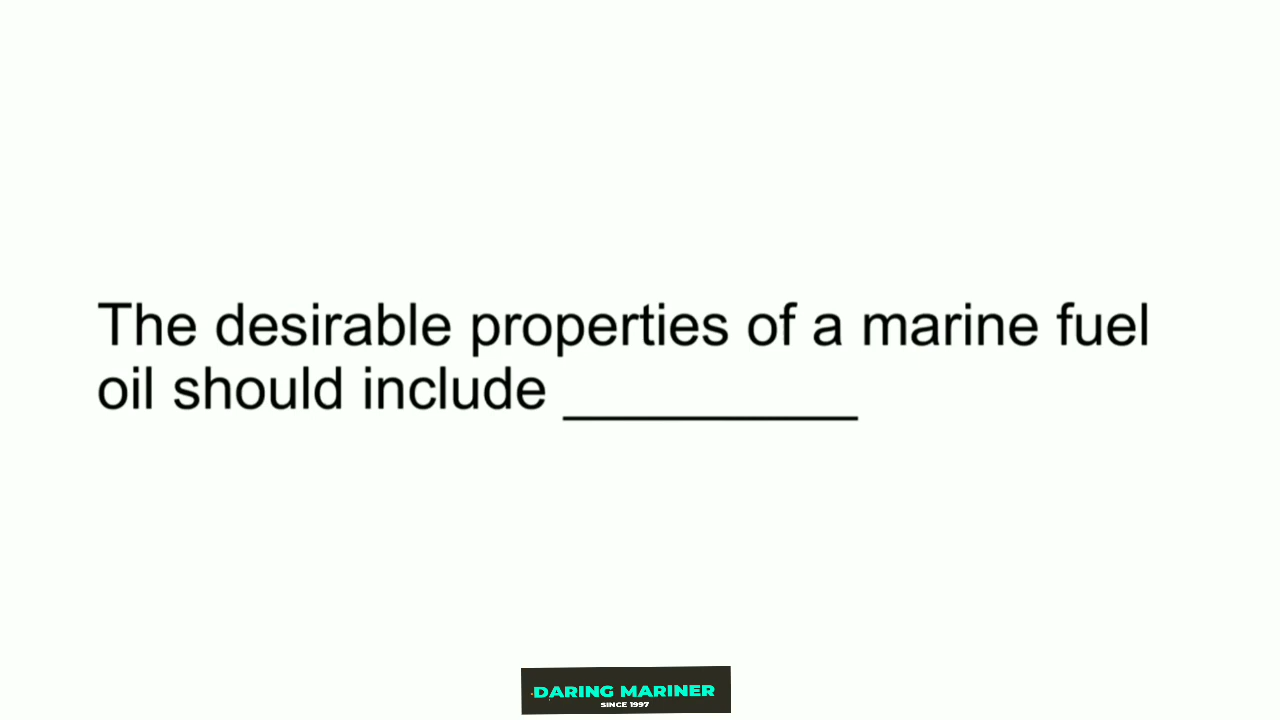 The desirable properties of a marine fuel
oil should include __________
DARING MARINER
SINCE 1997